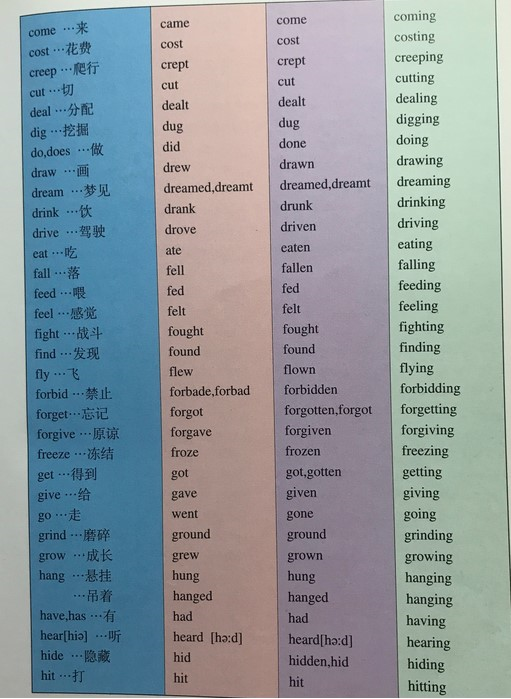 come ···来 came come coming
cost ···花费 cost cost costing
creep ···爬行 crept crept creeping
cut ···切 cut cut cutting
deal ···分配 dealt dealt dealing
dig ···挖掘 dug dug digging
do,does ···做 did done doing
draw ···画 drew drawn drawing
dream ···梦见 dreamed,dreamt dreamed,dreamt dreaming
drink ···饮 drank drunk drinking
drive ···驾驶 drove driven driving
eat ···吃 ate eaten eating
fall ···落 fell fallen falling
feed ···喂 fed fed feeding
feel ···感觉 felt felt feeling
fight ···战斗 fought fought fighting
find ···发现 found found finding
fly ···飞 flew flown flying
forbid ···禁止 forbade,forbad forbidden forbidding
forget···忘记 forgot forgotten,forgot forgetting
forgive ···原谅 forgave forgiven forgiving
freeze ···冻结 froze frozen freezing
get ···得到 got got,gotten getting
give ···给 gave given giving
go ···走 went gone going
grind ···磨碎 ground ground grinding
grow ···成长 grew grown growing
hang ···悬挂 hung hung hanging
···吊着 hanged hanged hanging
have,has ···有 had had having
hear[hiə] ···听 heard [hə:d] heard[hə:d] hearing
hide ···隐藏 hid hidden,hid hiding
hit ···打 hit hit hitting